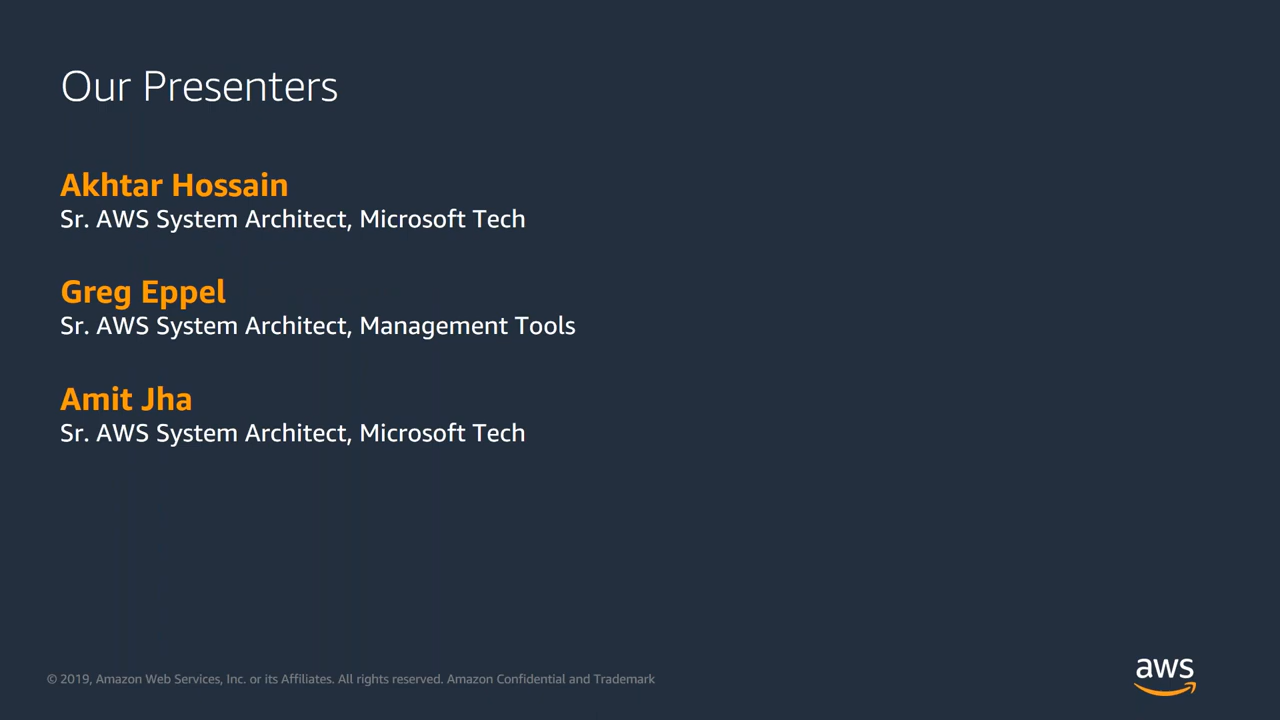 Our Presenters
Akhtar Hossain
Sr. AWS System Architect, Microsoft Tech
Greg Eppel
Sr. AWS System Architect, Management Tools
Amit Jha
Sr. AWS System Architect, Microsoft Tech
© 2019, Amazon Web Services, Inc. or its Affiliates. All rights reserved. Amazon Confidential and Trademark
aws